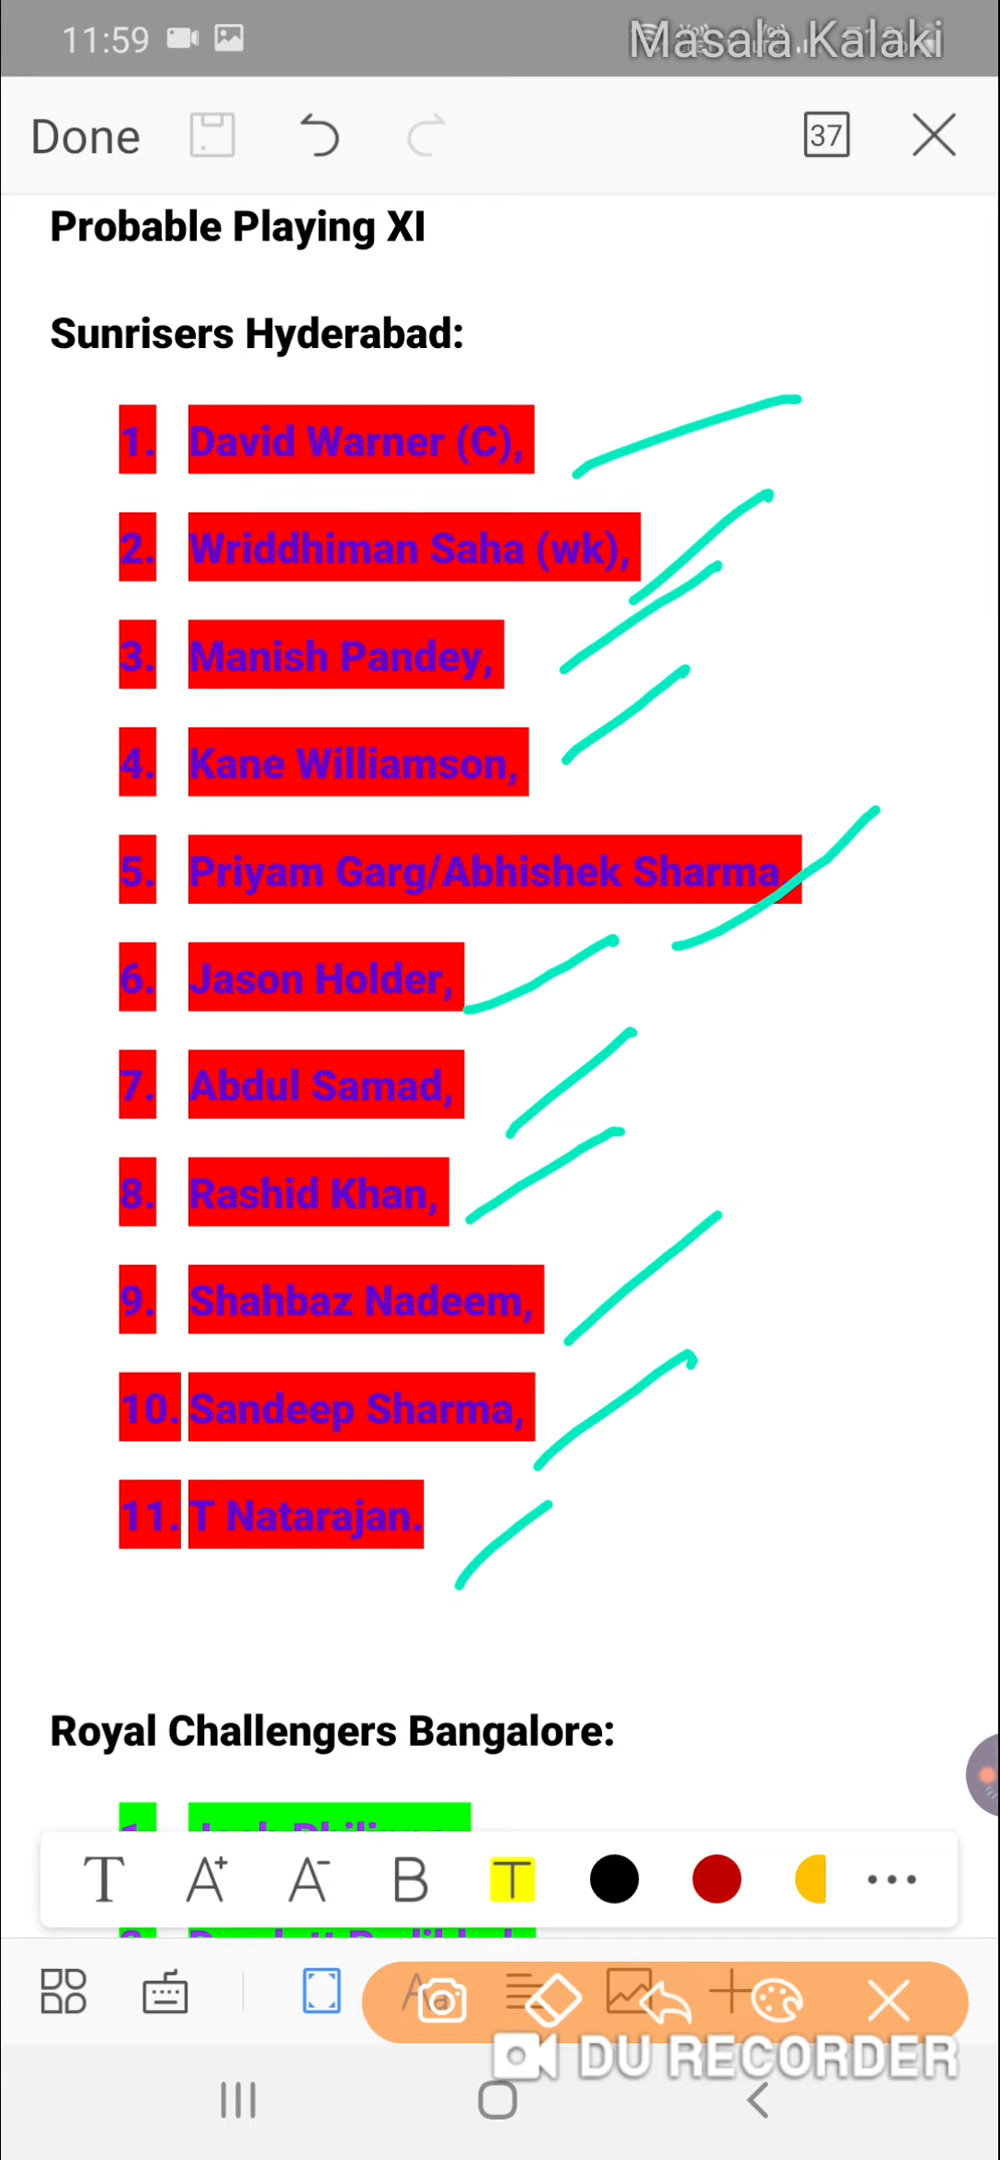 11:59
Masala Kalaki
Done
37
Probable Playing XI
Sunrisers Hyderabad:
1. David Warner (C),
2. Wriddhiman Saha (wk),
3. Manish Pandey,
4. Kane Williamson,
5. Priyam Garg/Abhishek Sharma
6. Jason Holder,
7. Abdul Samad,
8. Rashid Khan,
9. Shahbaz Nadeem,
10. Sandeep Sharma,
11. T Natarajan.
Royal Challengers Bangalore:
T A+ A- B T
Aa
DU RECORDER